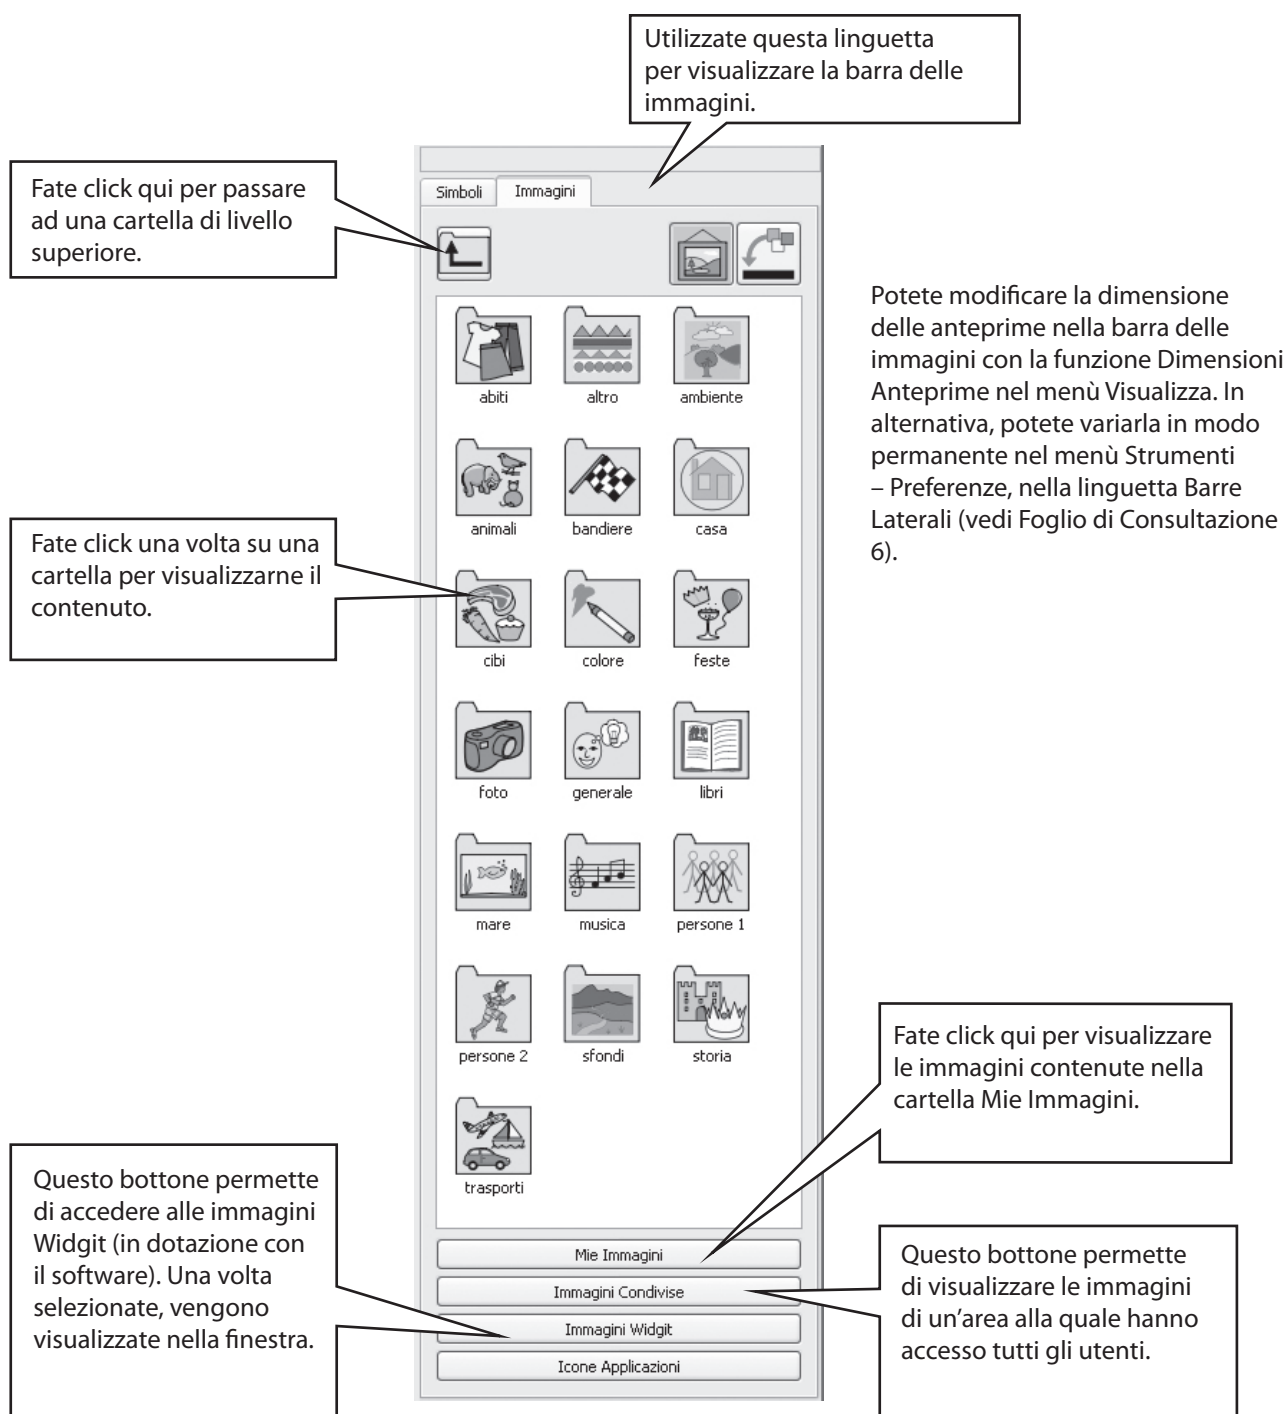 Utilizzate questa linguetta
per visualizzare la barra delle
immagini.
Fate click qui per passare
ad una cartella di livello
superiore.
Simboli
Immagini
Potete modificare la dimensione
delle anteprime nella barra delle
immagini con la funzione Dimensioni
Anteprime nel menù Visualizza. In
alternativa, potete variarla in modo
permanente nel menù Strumenti
– Preferenze, nella linguetta Barre
Laterali (vedi Foglio di Consultazione
6).
abiti
altro
ambiente
animali
bandiere
casa
Fate click una volta su una
cartella per visualizzarne il
contenuto.
cibi
colore
feste
foto
generale
libri
mare
musica
persone 1
persone 2
sfondi
storia
trasporti
Fate click qui per visualizzare
le immagini contenute nella
cartella Mie Immagini.
Questo bottone permette
di accedere alle immagini
Widgit (in dotazione con
il software). Una volta
selezionate, vengono
visualizzate nella finestra.
Mie Immagini
Immagini Condivise
Immagini Widgit
Icone Applicazioni
Questo bottone permette
di visualizzare le immagini
di un’area alla quale hanno
accesso tutti gli utenti.